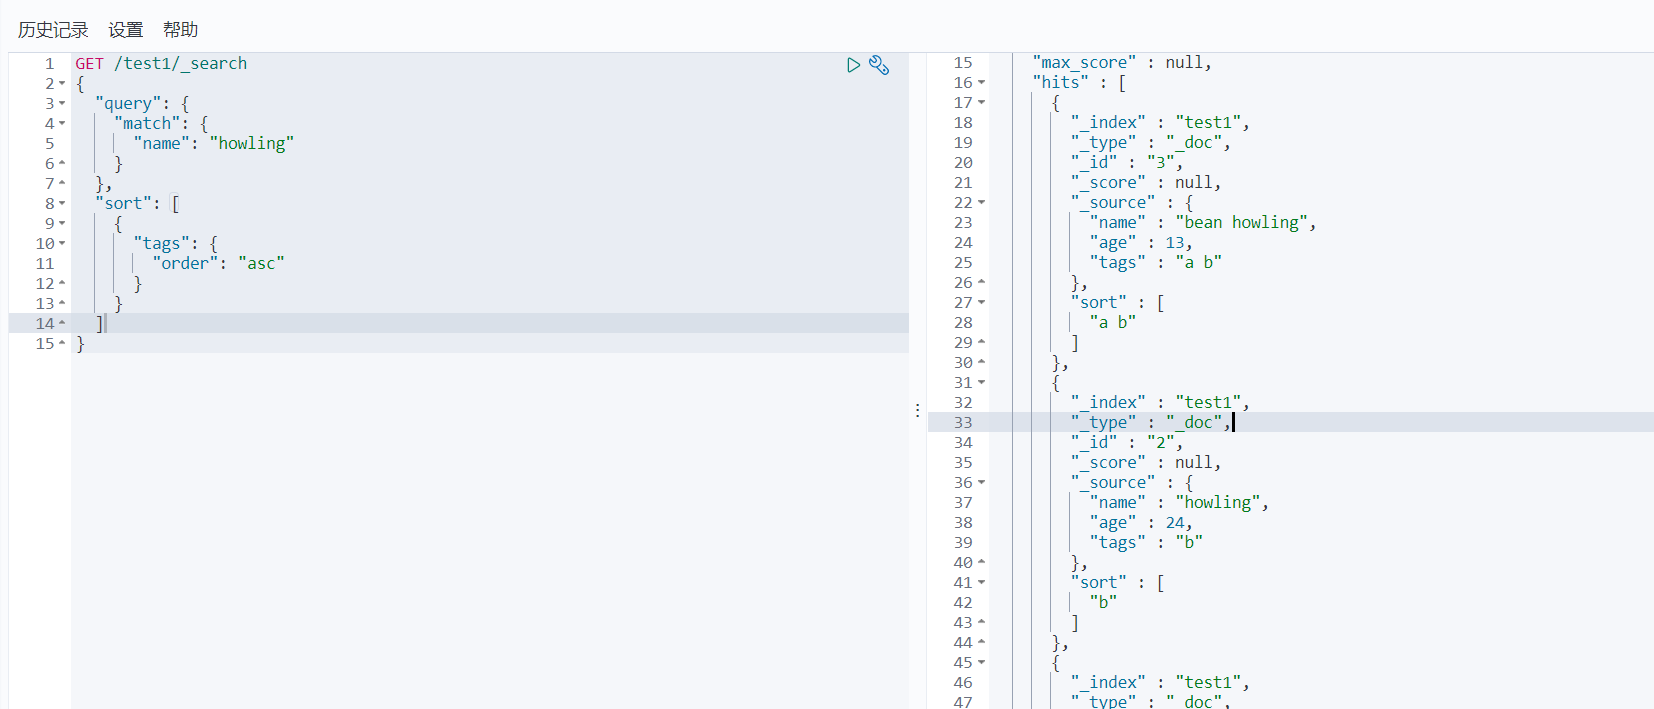 历史记录 设置 帮助
1 GET /test1/_search
2 {
3 "query": {
4 "match": {
5 "name": "howling"
6 }
7 },
8 "sort": [
9 {
10 "tags": {
11 "order": "asc"
12 }
13 }
14 ]
15 }
15 "max_score" : null,
16 "hits" : [
17 {
18 "_index" : "test1",
19 "_type" : "_doc",
20 "_id" : "3",
21 "_score" : null,
22 "_source" : {
23 "name" : "bean howling",
24 "age" : 13,
25 "tags" : "a b"
26 },
27 "sort" : [
28 "a b"
29 ]
30 },
31 {
32 "_index" : "test1",
33 "_type" : "_doc",
34 "_id" : "2",
35 "_score" : null,
36 "_source" : {
37 "name" : "howling",
38 "age" : 24,
39 "tags" : "b"
40 },
41 "sort" : [
42 "b"
43 ]
44 },
45 {
46 "_index" : "test1",
47 "_type" : "_doc",